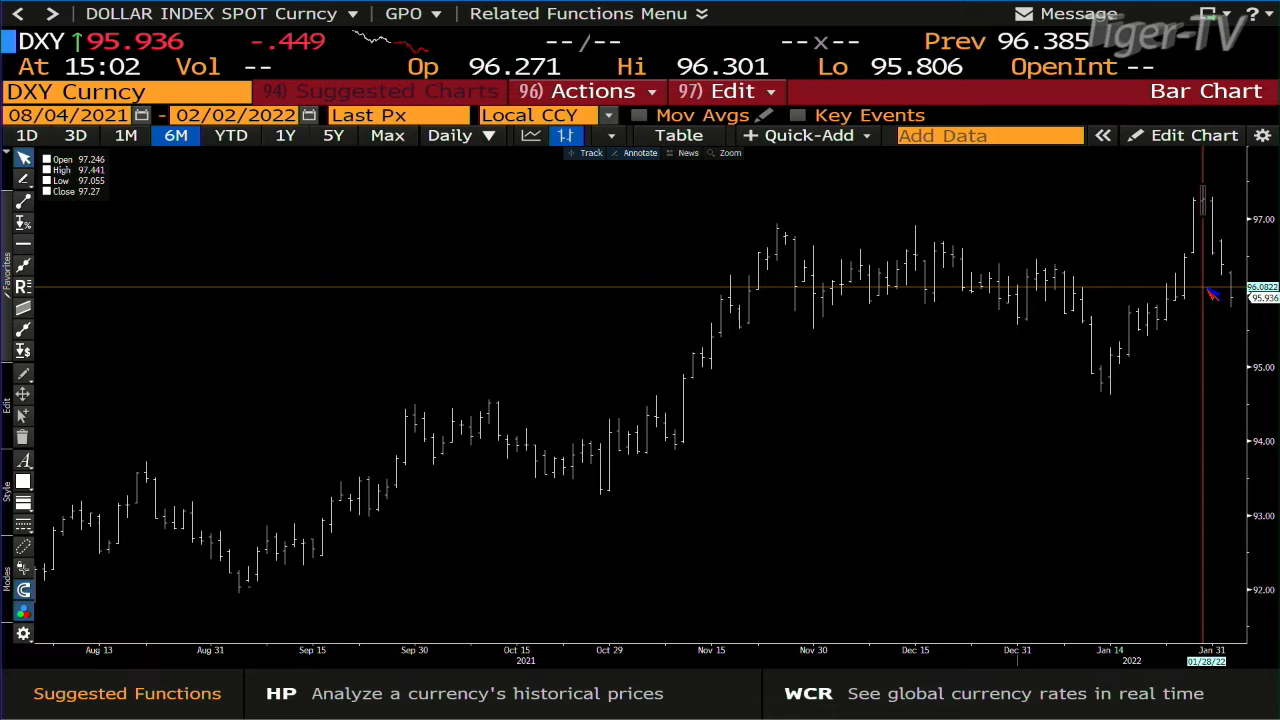 DOLLAR INDEX SPOT Curncy GPO Related Functions Menu Message ?
Tiger-TV
DXY 95.936 -.449 --/-- --x-- Prev 96.385
At 15:02 Vol -- Op 96.271 Hi 96.301 Lo 95.806 OpenInt --
DXY Curncy 94) Suggested Charts 96) Actions 97) Edit Bar Chart
08/04/2021 - 02/02/2022 Last Px Local CCY Mov Avgs Key Events
1D 3D 1M 6M YTD 1Y 5Y Max Daily Table + Quick-Add Add Data Edit Chart
Track Annotate News Zoom
Open 97.246
High 97.441
Low 97.055
Close 97.27
Favorites
Edit
Style
Modes
97.00
96.0822
95.936
95.00
94.00
93.00
92.00
Aug 13 Aug 31 Sep 15 Sep 30 Oct 15 Oct 29 Nov 15 Nov 30 Dec 15 Dec 31 Jan 14 Jan 31
2021 2022 01/28/22
Suggested Functions HP Analyze a currency's historical prices WCR See global currency rates in real time